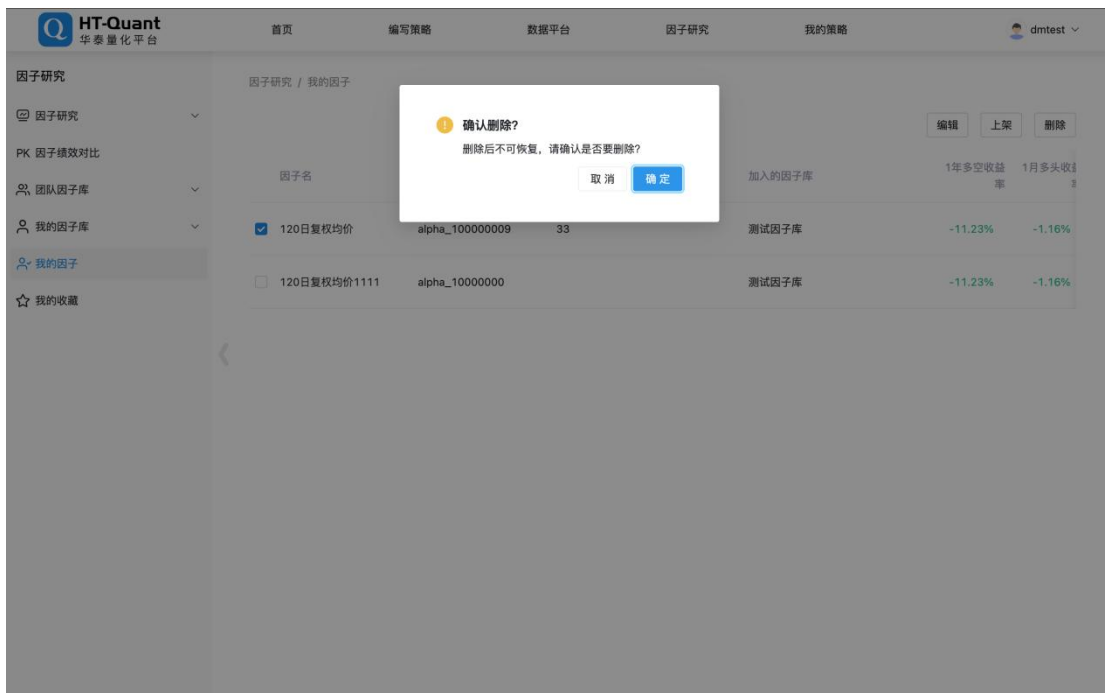 HT-Quant
华泰量化平台
首页
编写策略
数据平台
因子研究
我的策略
dmtest
因子研究
因子研究
PK 因子绩效对比
团队因子库
我的因子库
我的因子
我的收藏
因子研究 / 我的因子
编辑
上架
删除
确认删除?
删除后不可恢复，请确认是否要删除?
取 消
确 定
因子名
加入的因子库
1年多空收益
率
1月多头收益
120日复权均价
alpha_100000009
33
测试因子库
-11.23%
-1.16%
120日复权均价1111
alpha_10000000
测试因子库
-11.23%
-1.16%